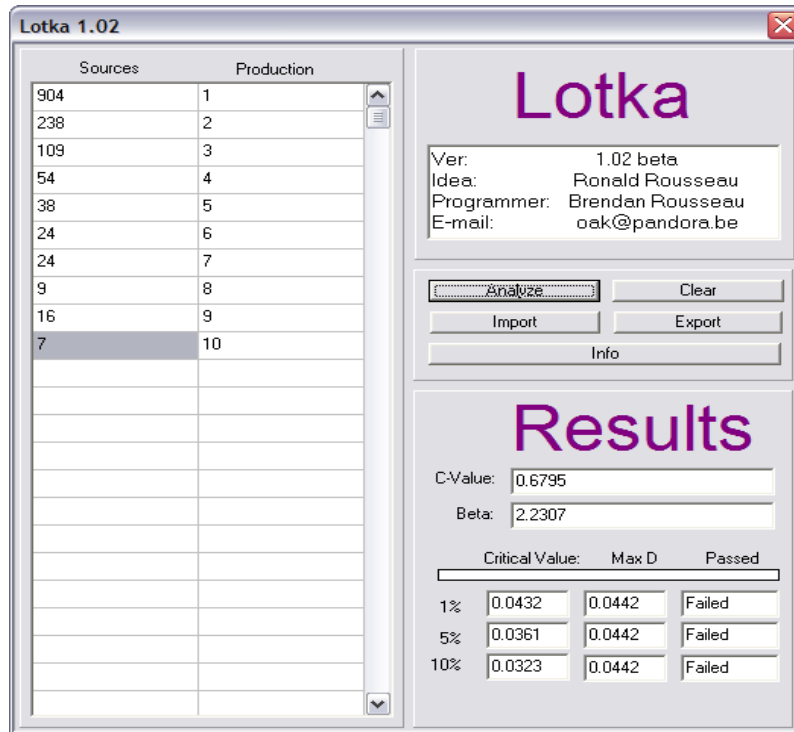 Lotka 1.02
Sources Production
904 1
238 2
109 3
54 4
38 5
24 6
24 7
9 8
16 9
7 10
Lotka
Ver: 1.02 beta
Idea: Ronald Rousseau
Programmer: Brendan Rousseau
E-mail: oak@pandora.be
Analyze Clear
Import Export
Info
Results
C-Value: 0.6795
Beta: 2.2307
Critical Value: Max D Passed
1% 0.0432 0.0442 Failed
5% 0.0361 0.0442 Failed
10% 0.0323 0.0442 Failed